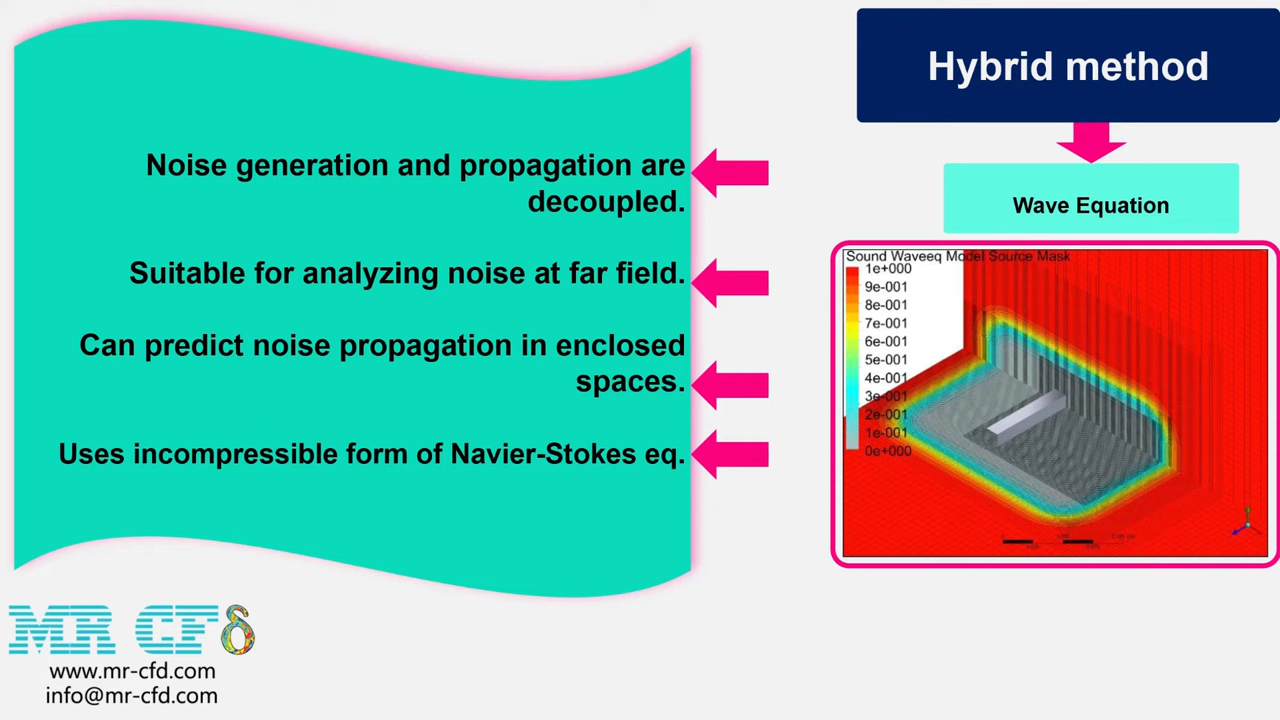 Hybrid method
Wave Equation
Noise generation and propagation are
decoupled.
Suitable for analyzing noise at far field.
Can predict noise propagation in enclosed
spaces.
Uses incompressible form of Navier-Stokes eq.
Sound Waveeq Model Source Mask
1e+000
9e-001
8e-001
7e-001
6e-001
5e-001
4e-001
3e-001
2e-001
1e-001
0e+000
MR CFδ
www.mr-cfd.com
info@mr-cfd.com